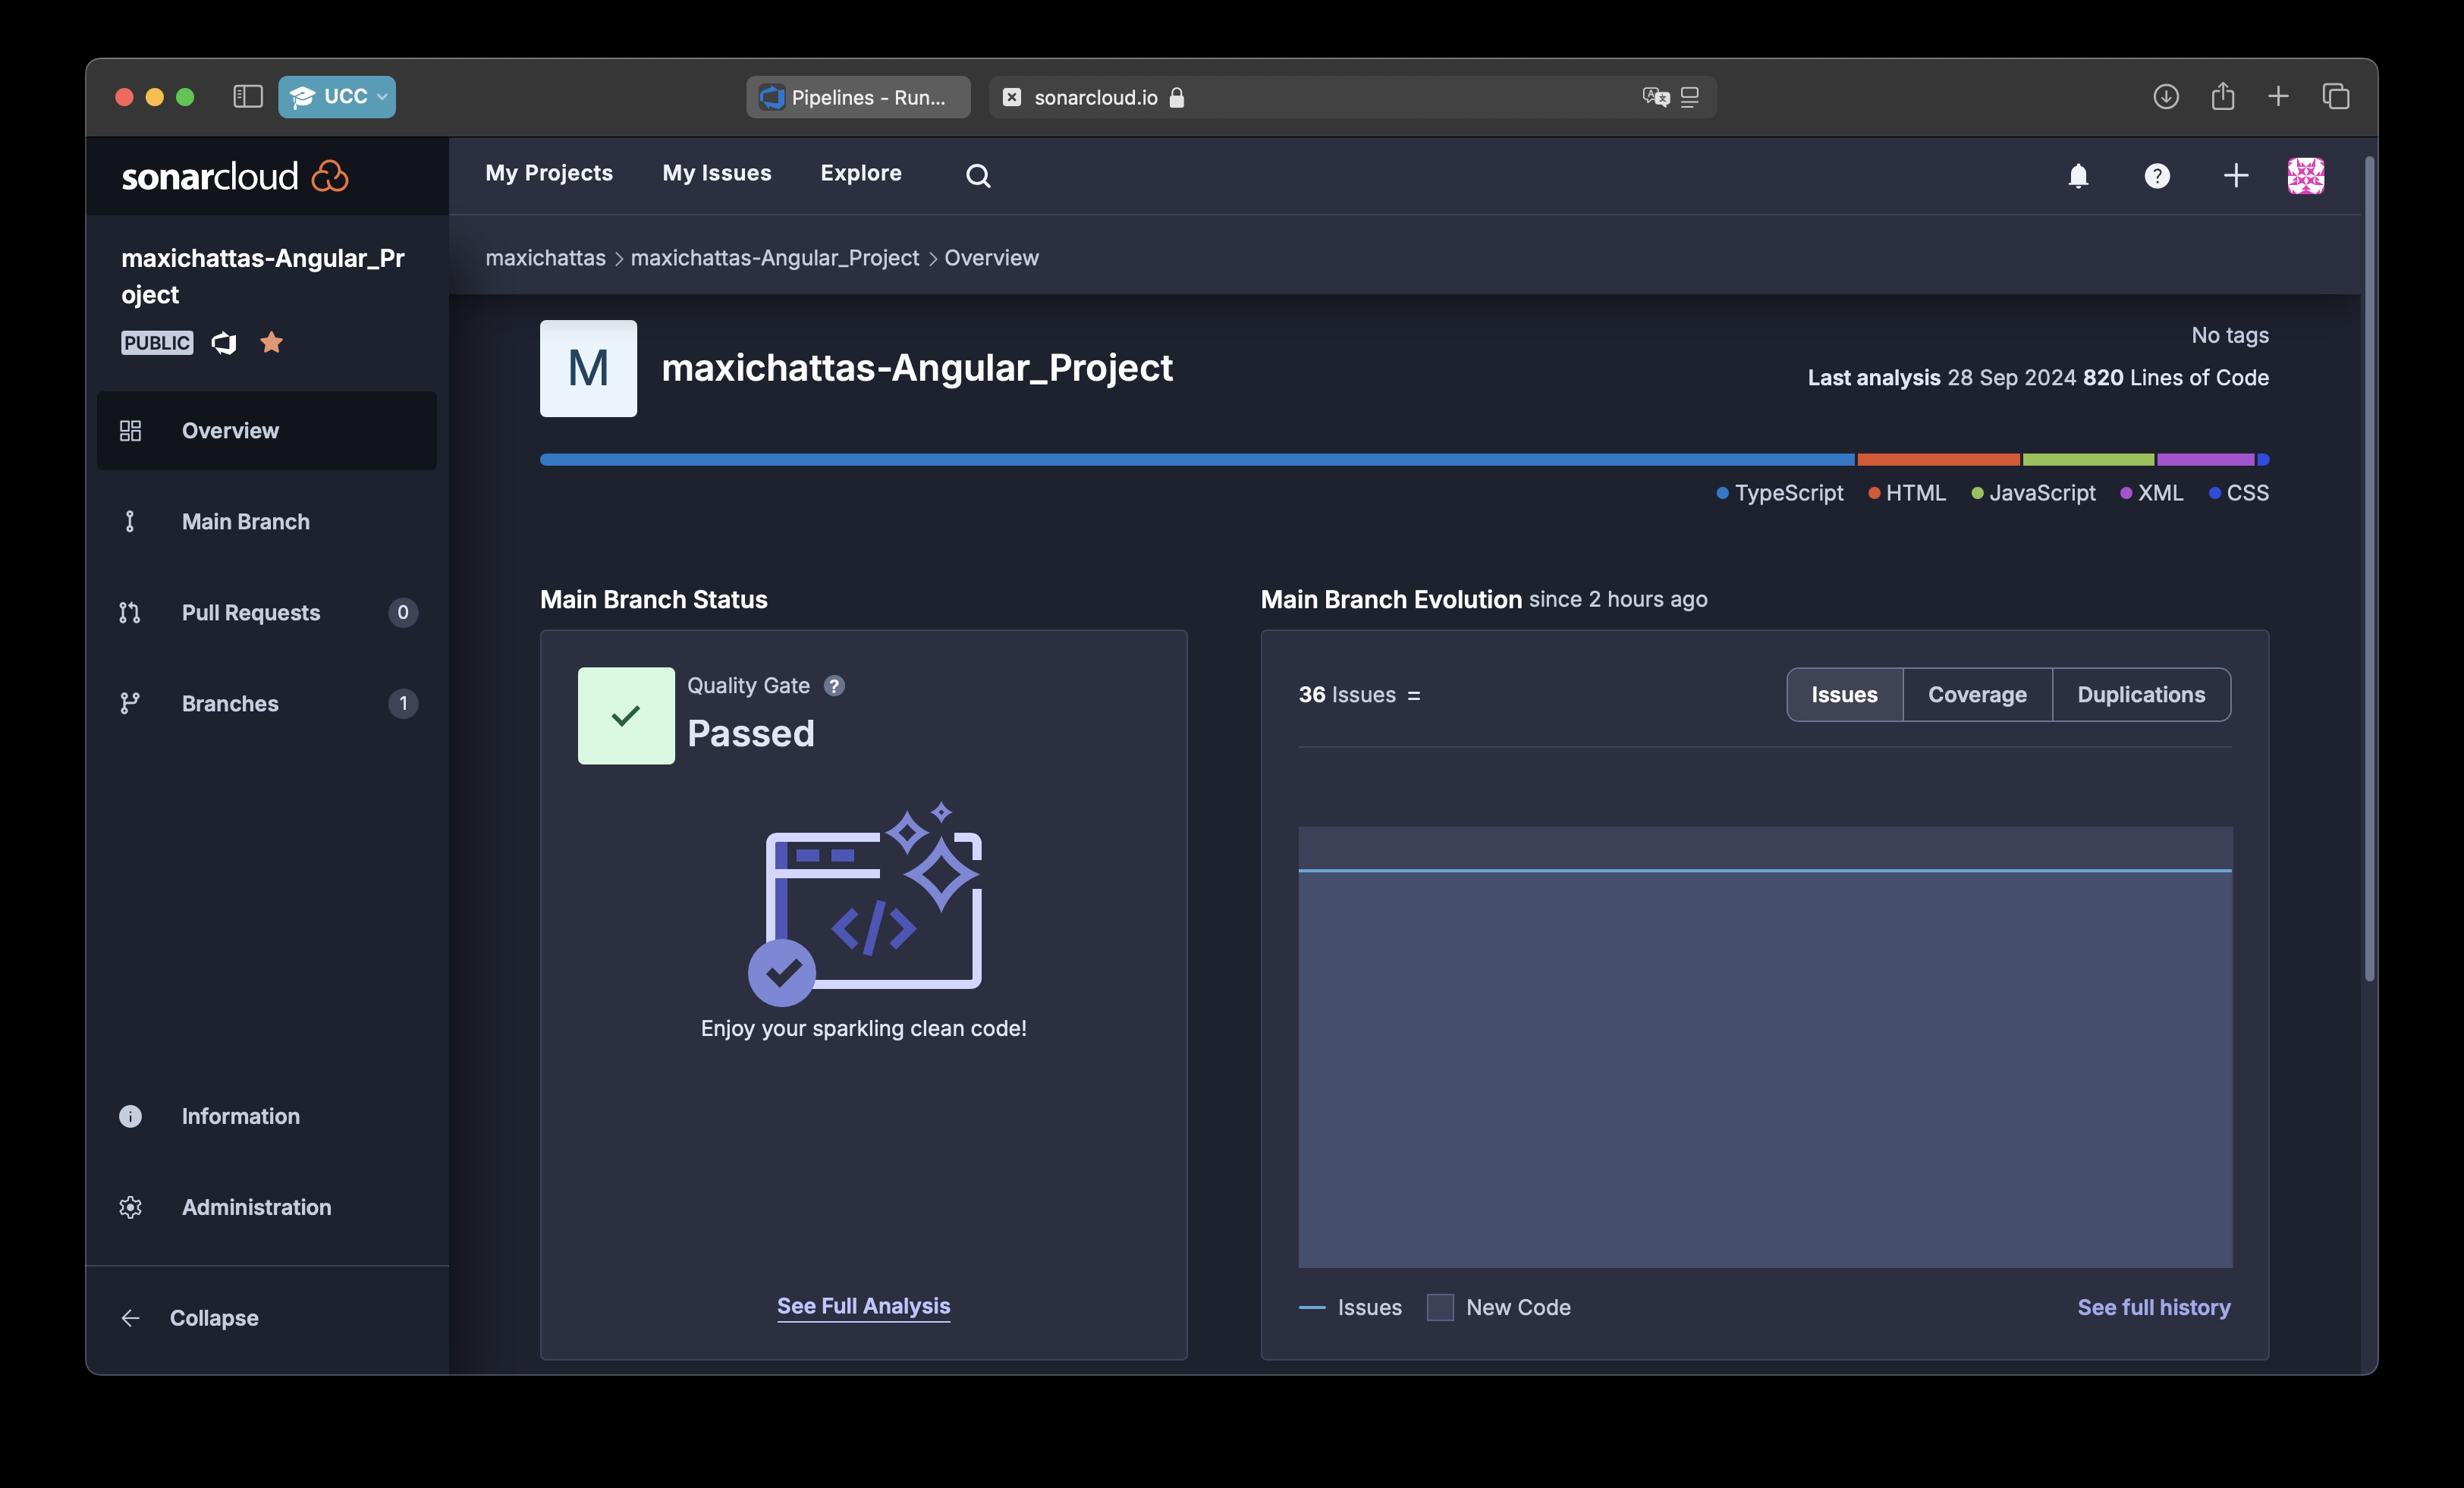 UCC
Pipelines - Run...
sonarcloud.io
sonarcloud
My Projects
My Issues
Explore
maxichattas-Angular_Pr
oject
PUBLIC
Overview
Main Branch
Pull Requests 0
Branches 1
Information
Administration
Collapse
maxichattas > maxichattas-Angular_Project > Overview
M
maxichattas-Angular_Project
No tags
Last analysis 28 Sep 2024 820 Lines of Code
TypeScript HTML JavaScript XML CSS
Main Branch Status
Quality Gate ?
Passed
</>
Enjoy your sparkling clean code!
See Full Analysis
Main Branch Evolution since 2 hours ago
36 Issues =
Issues
Coverage
Duplications
Issues
New Code
See full history